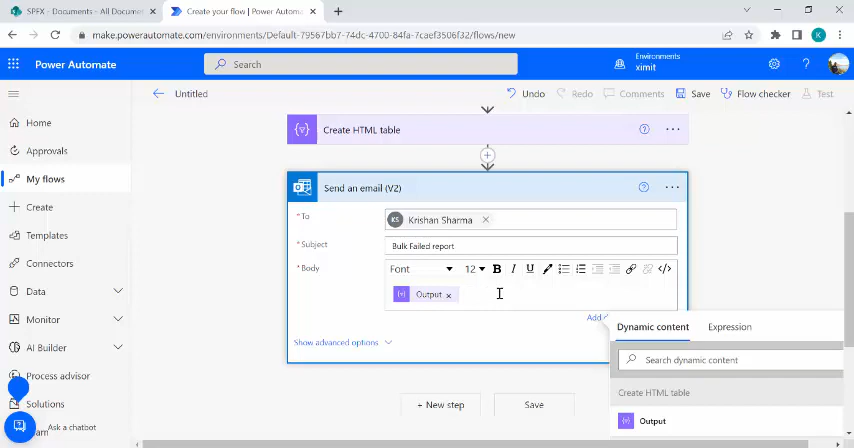 SPFX - Documents - All Document
Create your flow | Power Automate
make.powerautomate.com/environments/Default-79567bb7-74dc-4700-84fa-7caef3506f32/flows/new
Power Automate
Search
Environments
ximit
Untitled
Undo
Redo
Comments
Save
Flow checker
Test
Home
Approvals
My flows
Create
Templates
Connectors
Data
Monitor
AI Builder
Process advisor
Solutions
Ask a chatbot
Create HTML table
Send an email (V2)
* To
KS Krishan Sharma
* Subject
Bulk Failed report
* Body
Font
12
B I U
Output
Add
Show advanced options
+ New step
Save
Dynamic content
Expression
Search dynamic content
Create HTML table
Output